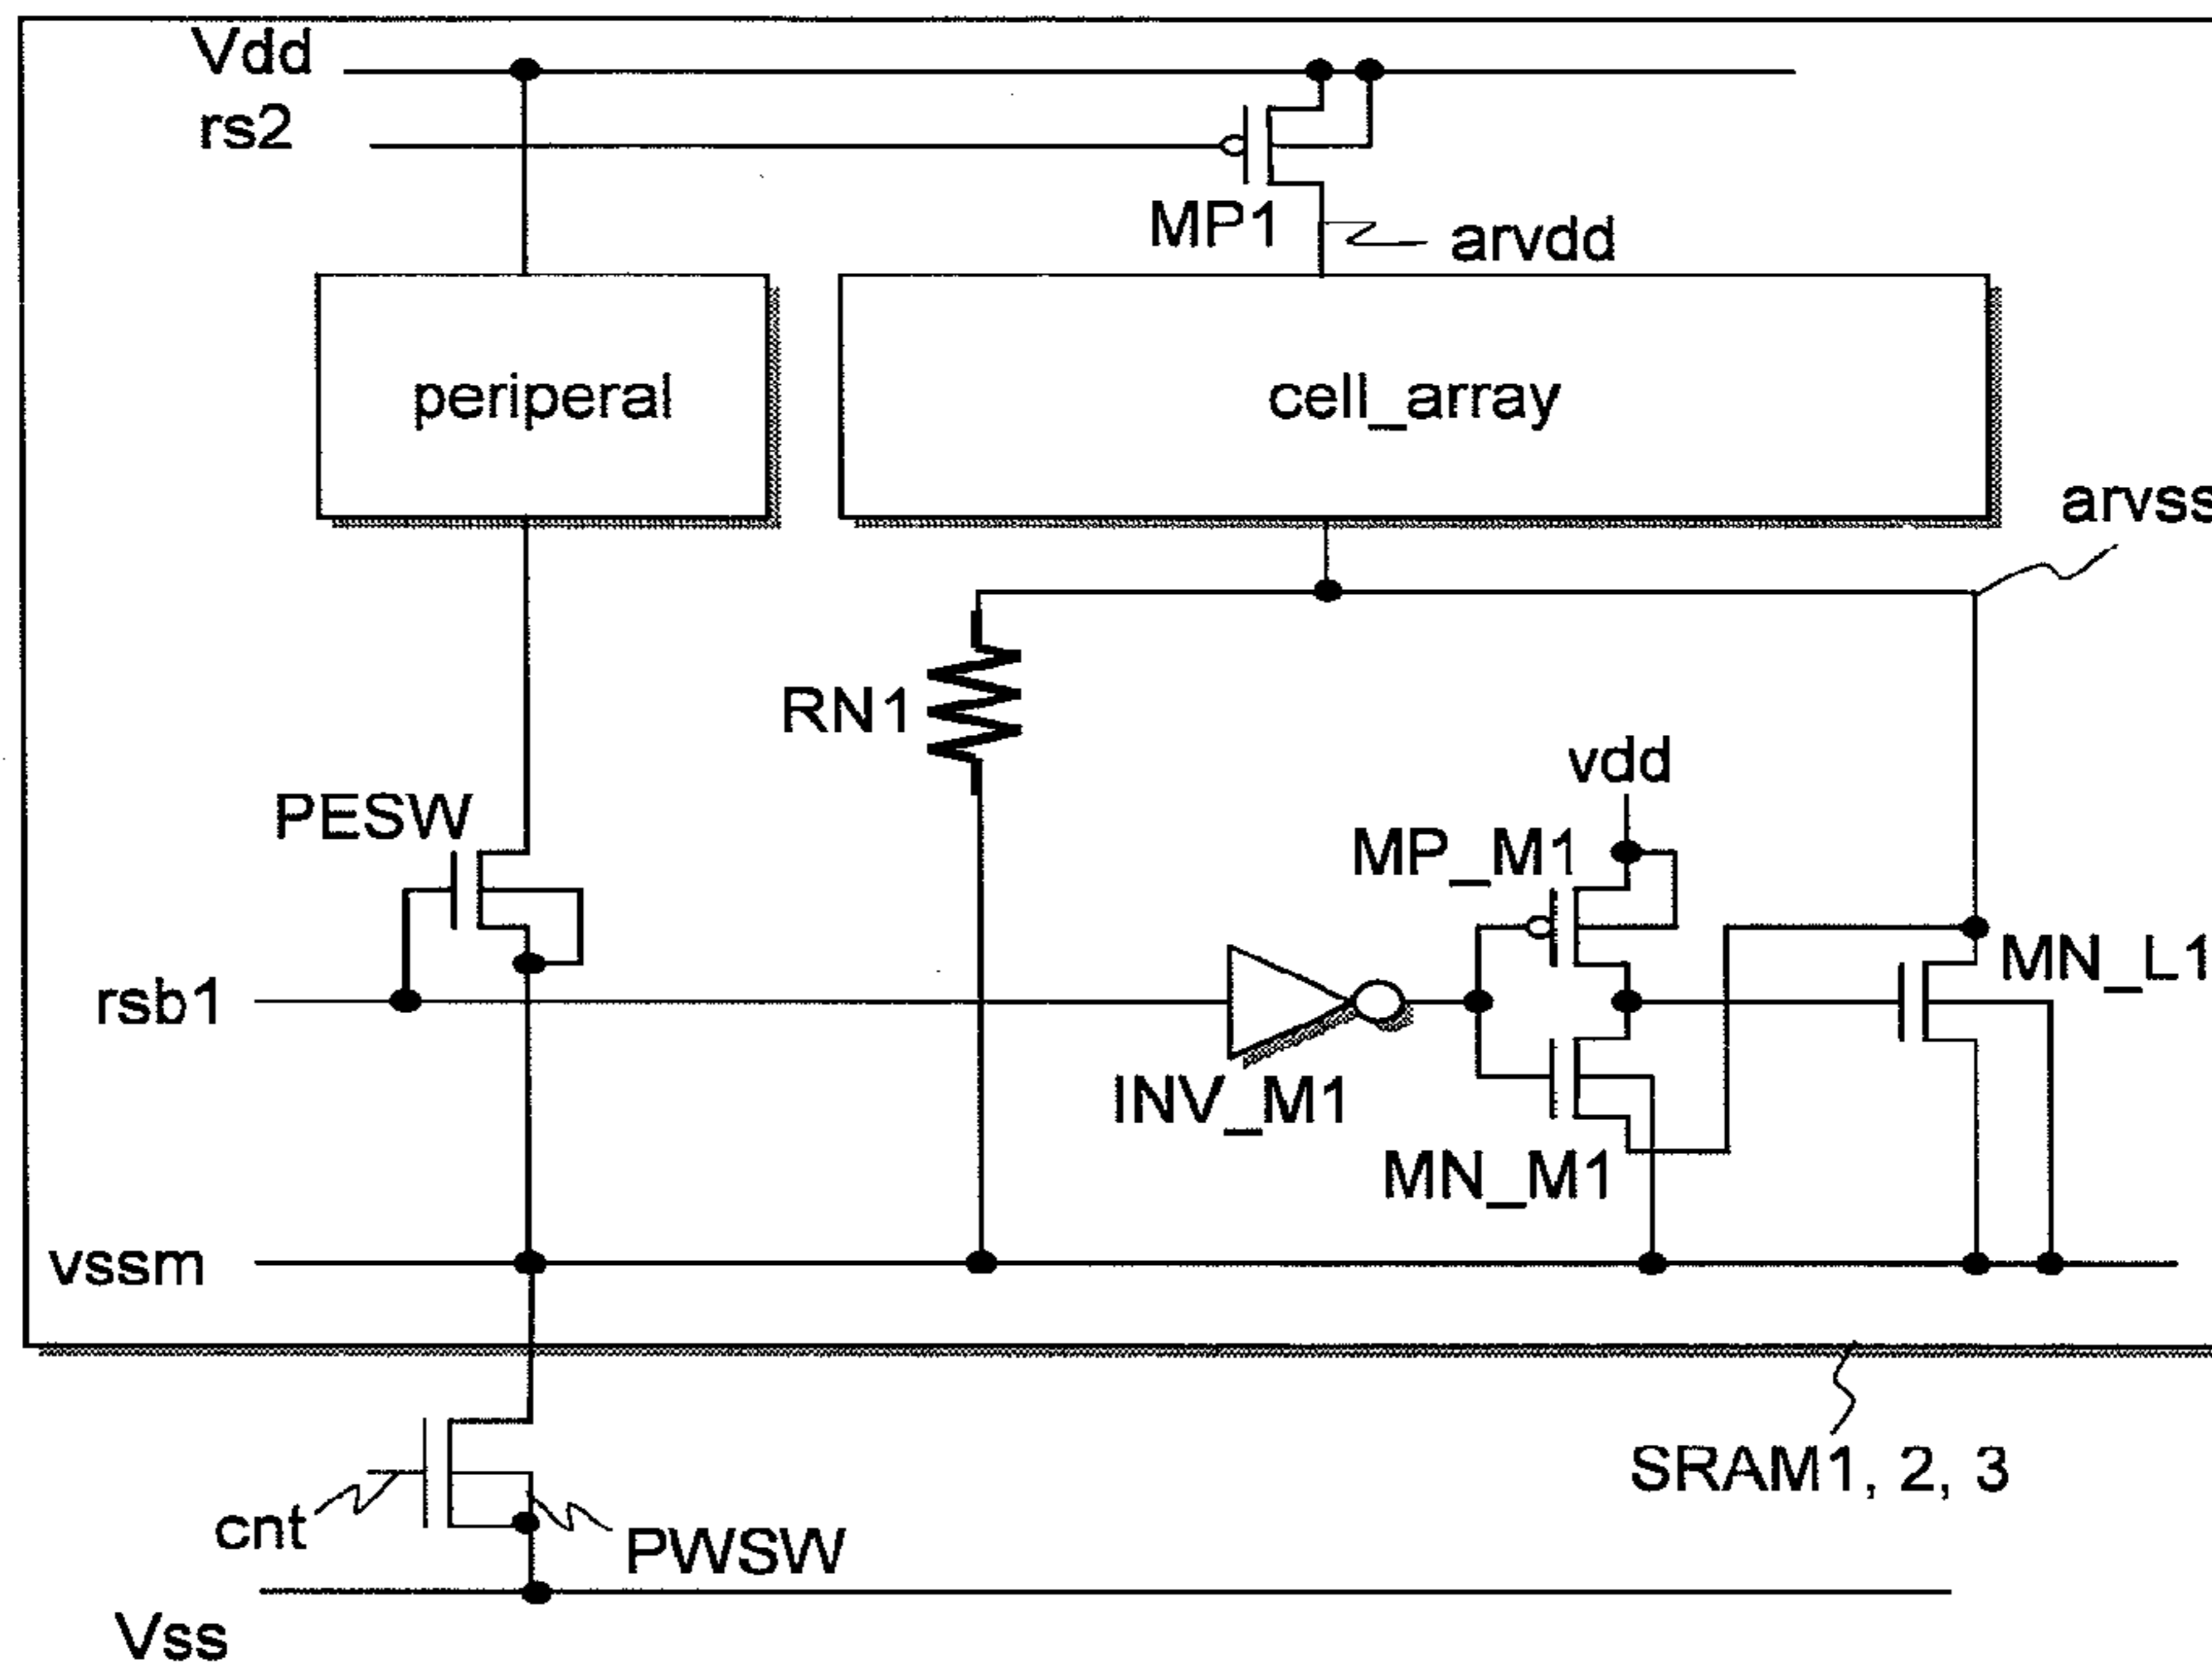 Vdd
rs2
MP1
arvdd
periperal
cell_array
arvss
RN1
vdd
PESW
MP_M1
MN_L1
rsb1
INV_M1
MN_M1
vssm
SRAM1, 2, 3
cnt
PWSW
Vss